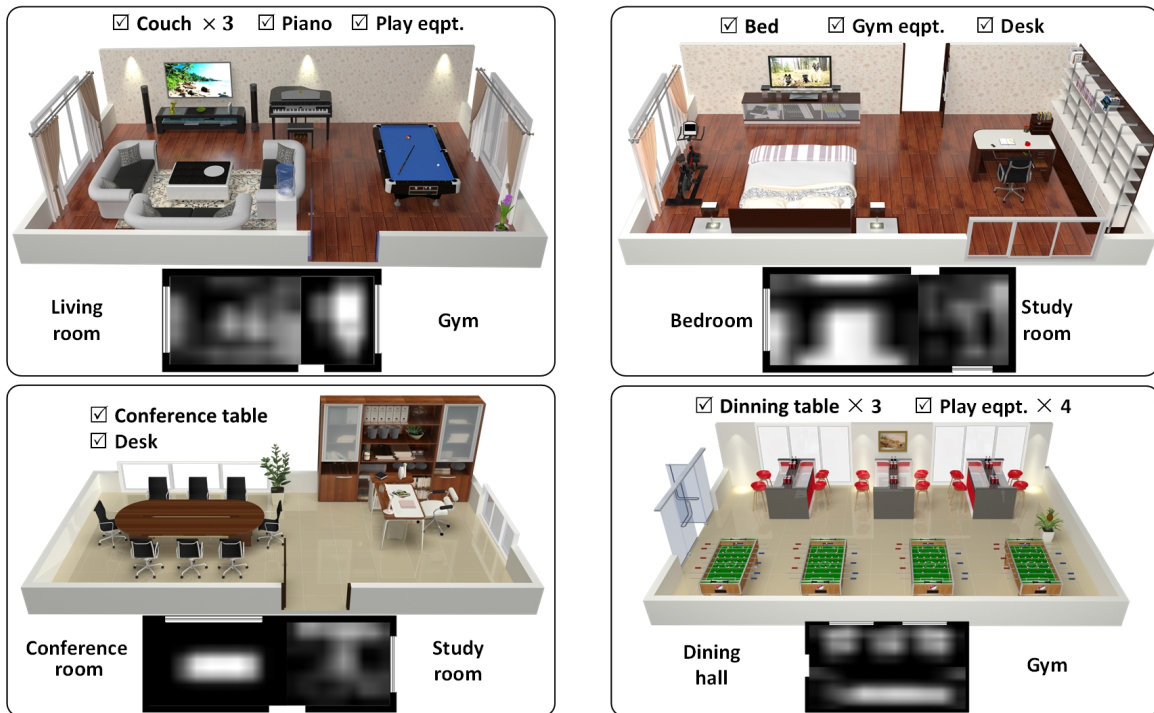 ☑ Couch × 3 ☑ Piano ☑ Play eqpt.
Living room
Gym
☑ Bed ☑ Gym eqpt. ☑ Desk
Bedroom
Study room
☑ Conference table
☑ Desk
Conference room
Study room
☑ Dinning table × 3 ☑ Play eqpt. × 4
Dining hall
Gym